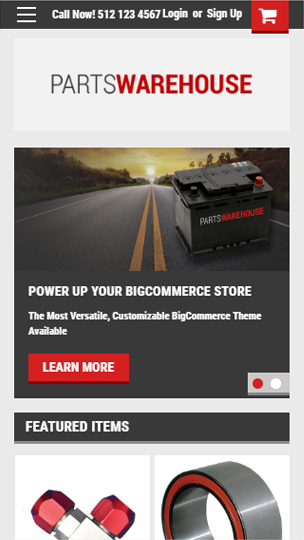 Call Now! 512 123 4567 Login or Sign Up
PARTSWAREHOUSE
PARTSWAREHOUSE
POWER UP YOUR BIGCOMMERCE STORE
The Most Versatile, Customizable BigCommerce Theme
Available
LEARN MORE
FEATURED ITEMS